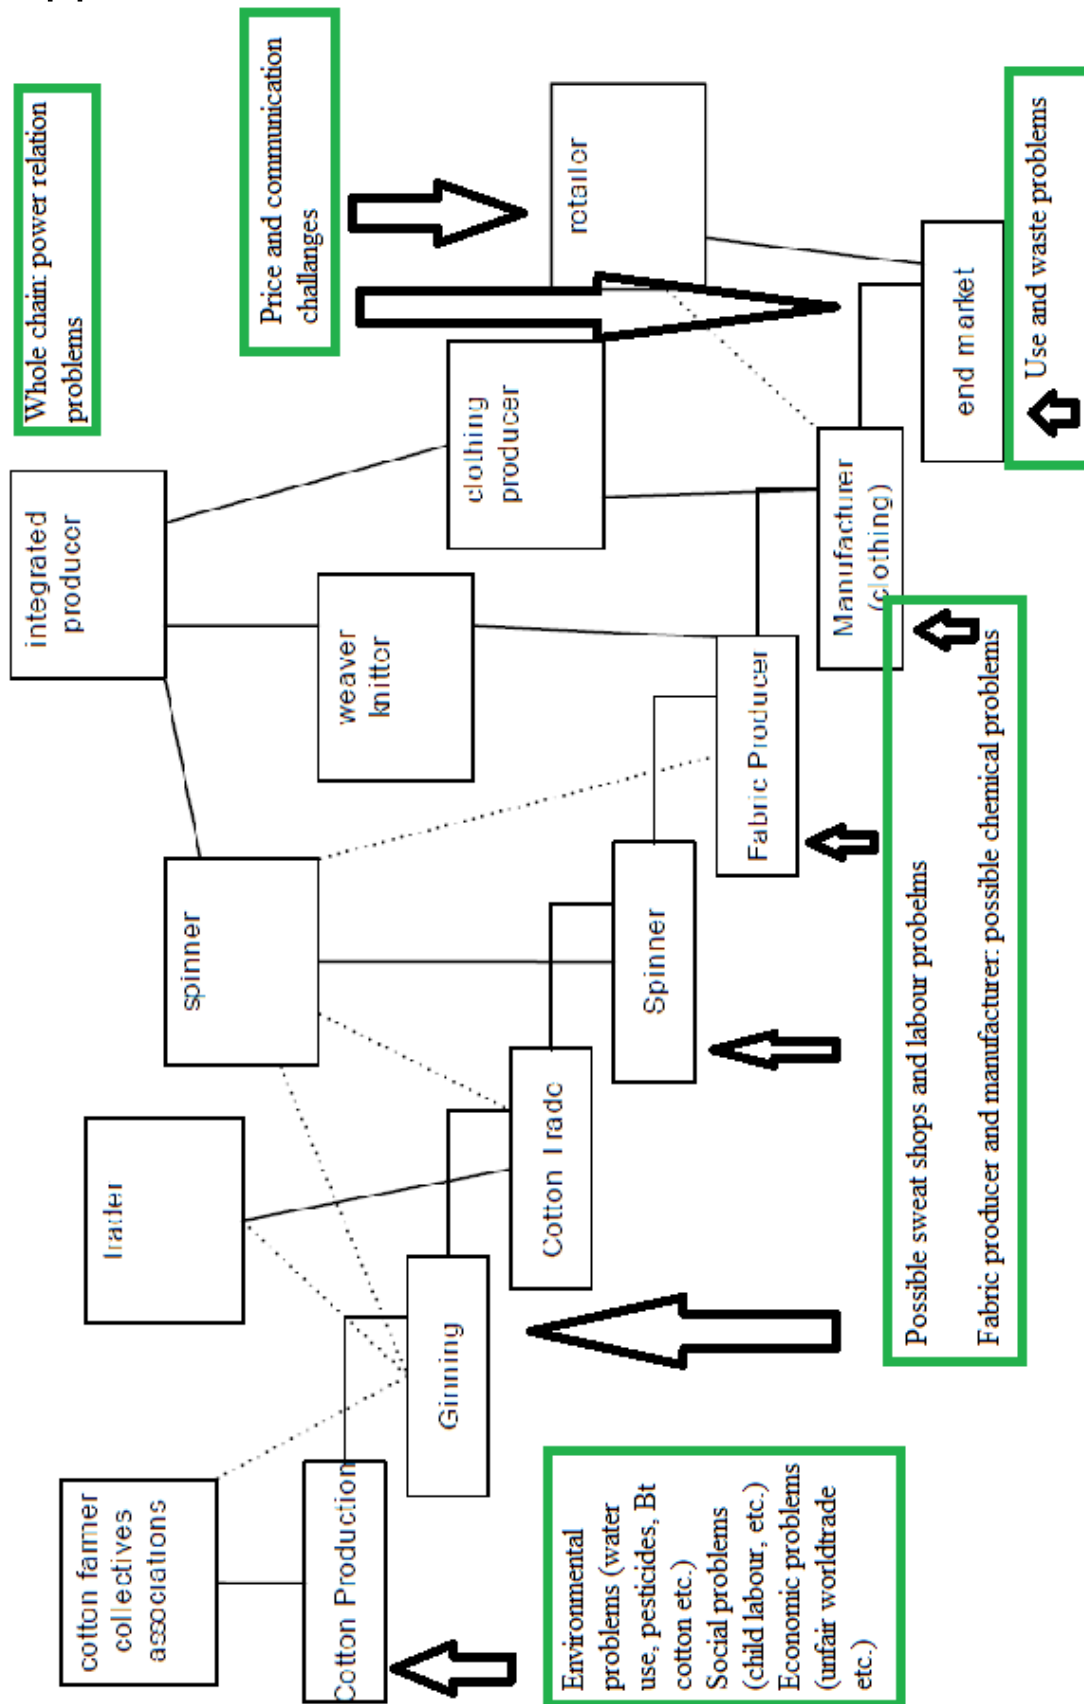 Whole chain: power relation
problems
Price and communication
challanges
integrated
producer
cotton farmer
collectives
associations
trader
spinner
weaver
knitter
clothing
producer
retailor
Cotton Production
Ginning
Cotton Trade
Spinner
Fabric Producer
Manufacturer
(clothing)
end market
Environmental
problems (water
use, pesticides, Bt
cotton etc.)
Social problems
(child labour, etc.)
Economic problems
(unfair worldtrade
etc.)
Possible sweat shops and labour probelms
Fabric producer and manufacturer: possible chemical problems
Use and waste problems